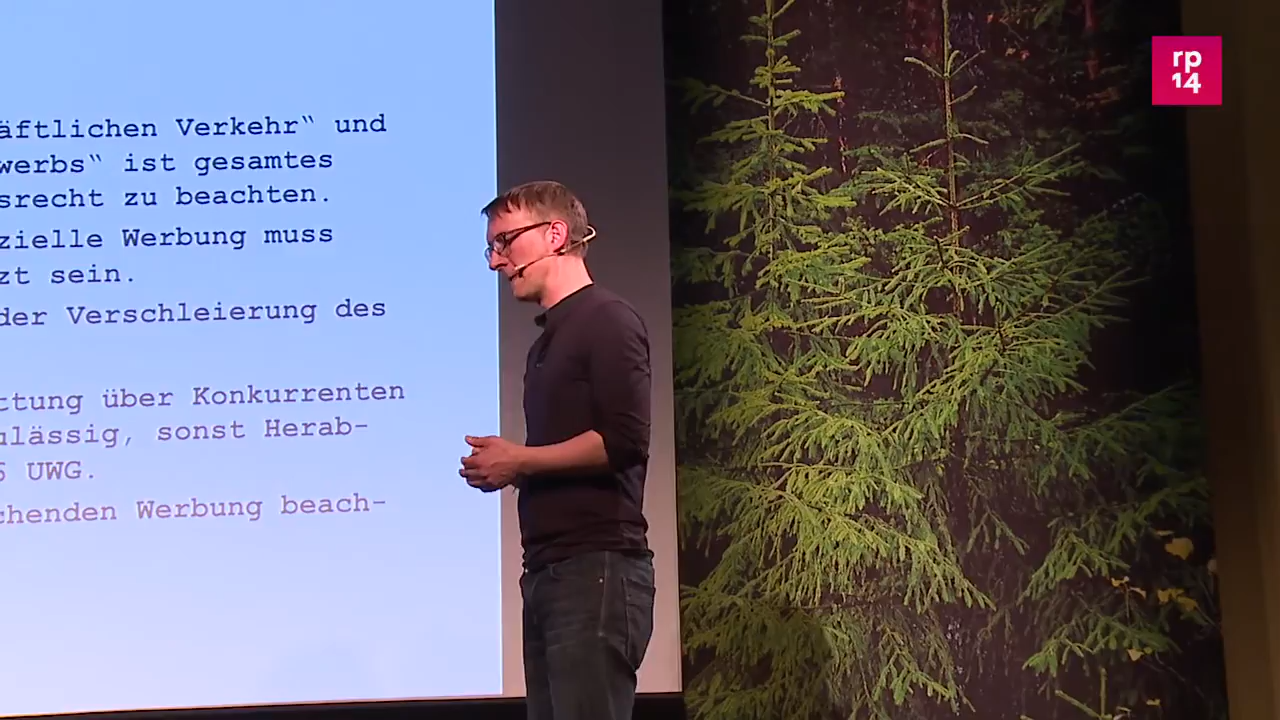 äftlichen Verkehr“ und
werbs“ ist gesamtes
srecht zu beachten.
zielle Werbung muss
zt sein.
der Verschleierung des
ttung über Konkurrenten
ulässig, sonst Herab-
5 UWG.
chenden Werbung beach-
rp
14